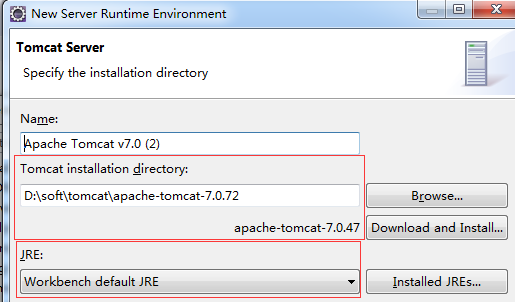 New Server Runtime Environment
Tomcat Server
Specify the installation directory
Name:
Apache Tomcat v7.0 (2)
Tomcat installation directory:
D:\soft\tomcat\apache-tomcat-7.0.72
Browse...
apache-tomcat-7.0.47
Download and Install...
JRE:
Workbench default JRE
Installed JREs...